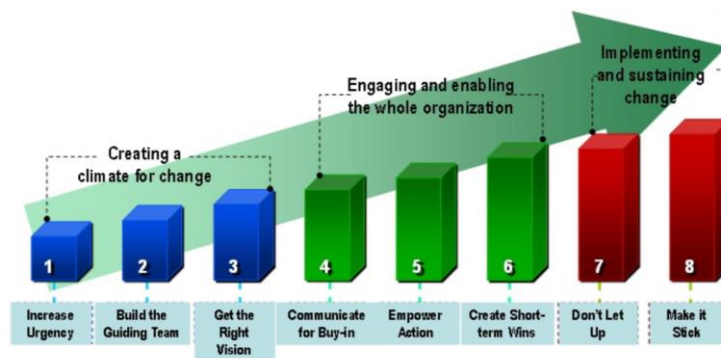 Implementing
and sustaining
change
Engaging and enabling
the whole organization
Creating a
climate for change
1
2
3
4
5
6
7
8
Increase
Urgency
Build the
Guiding Team
Get the
Right
Vision
Communicate
for Buy-in
Empower
Action
Create Short-
term Wins
Don't Let
Up
Make it
Stick